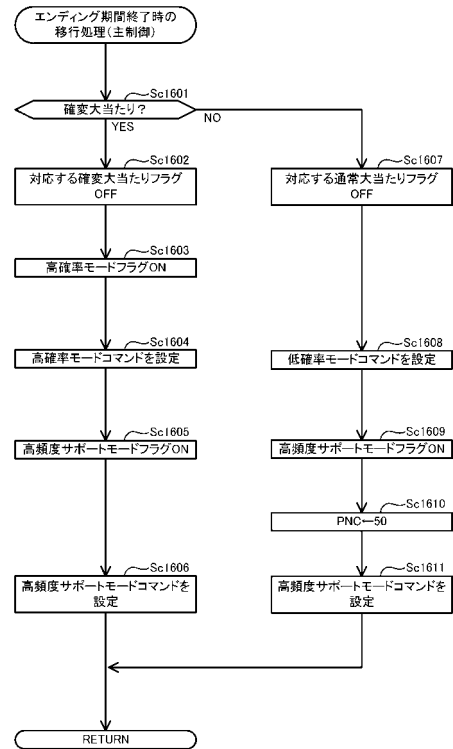 エンディング期間終了時の
移行処理(主制御)
Sc1601
確変大当たり?
YES
NO
Sc1602
対応する確変大当たりフラグ
OFF
Sc1603
高確率モードフラグON
Sc1604
高確率モードコマンドを設定
Sc1605
高頻度サポートモードフラグON
Sc1606
高頻度サポートモードコマンドを
設定
Sc1607
対応する通常大当たりフラグ
OFF
Sc1608
低確率モードコマンドを設定
Sc1609
高頻度サポートモードフラグON
Sc1610
PNC←50
Sc1611
高頻度サポートモードコマンドを
設定
RETURN